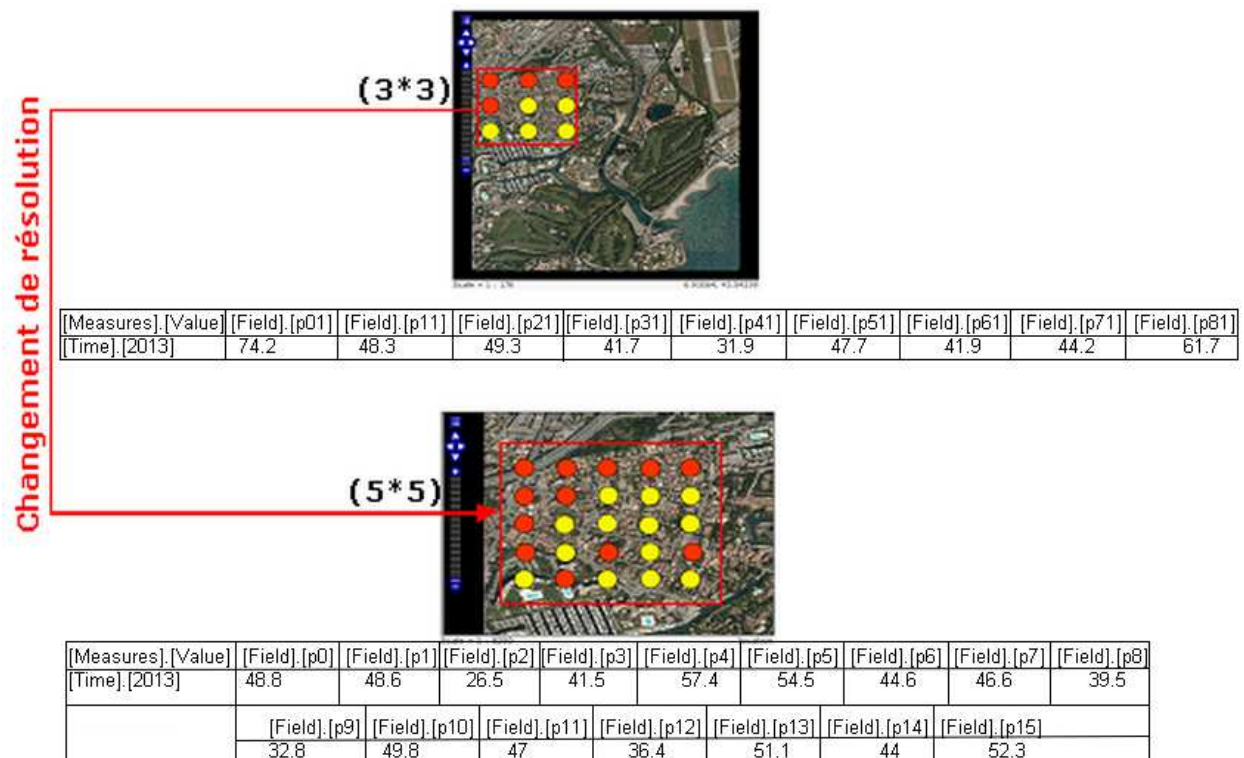 (3*3)
Changement de résolution
[Measures].[Value] [Field].[p01] [Field].[p11] [Field].[p21] [Field].[p31] [Field].[p41] [Field].[p51] [Field].[p61] [Field].[p71] [Field].[p81]
[Time].[2013] 74.2 48.3 49.3 41.7 31.9 47.7 41.9 44.2 61.7
(5*5)
[Measures].[Value] [Field].[p0] [Field].[p1] [Field].[p2] [Field].[p3] [Field].[p4] [Field].[p5] [Field].[p6] [Field].[p7] [Field].[p8]
[Time].[2013] 48.8 48.6 26.5 41.5 57.4 54.5 44.6 46.6 39.5
[Field].[p9] [Field].[p10] [Field].[p11] [Field].[p12] [Field].[p13] [Field].[p14] [Field].[p15]
32.8 49.8 47 36.4 51.1 44 52.3